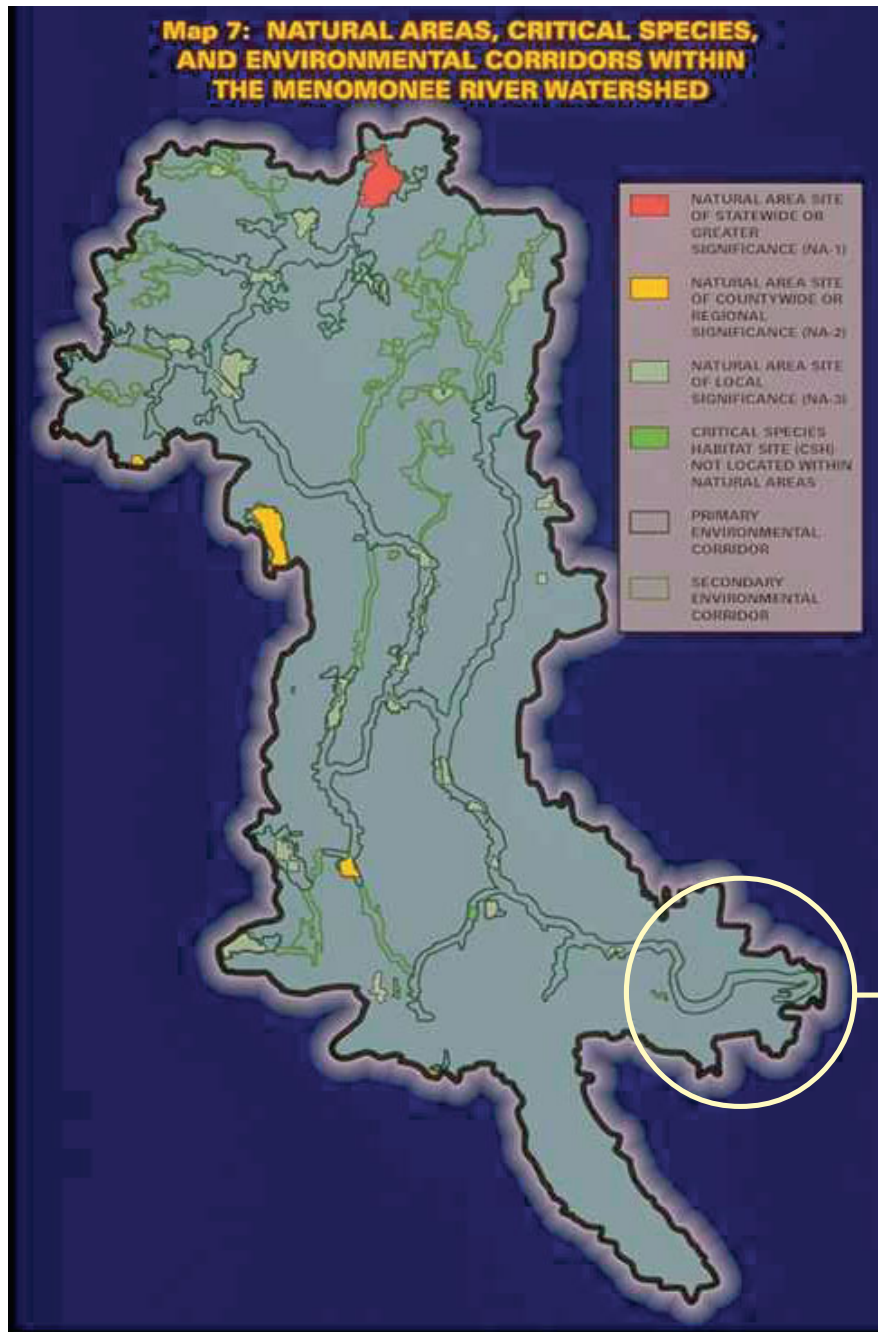 Map 7: NATURAL AREAS, CRITICAL SPECIES,
AND ENVIRONMENTAL CORRIDORS WITHIN
THE MENOMONEE RIVER WATERSHED
NATURAL AREA SITE
OF STATEWIDE OR
GREATER
SIGNIFICANCE (NA-1)
NATURAL AREA SITE
OF COUNTYWIDE OR
REGIONAL
SIGNIFICANCE (NA-2)
NATURAL AREA SITE
OF LOCAL
SIGNIFICANCE (NA-3)
CRITICAL SPECIES
HABITAT SITE (CSH)
NOT LOCATED WITHIN
NATURAL AREAS
PRIMARY
ENVIRONMENTAL
CORRIDOR
SECONDARY
ENVIRONMENTAL
CORRIDOR